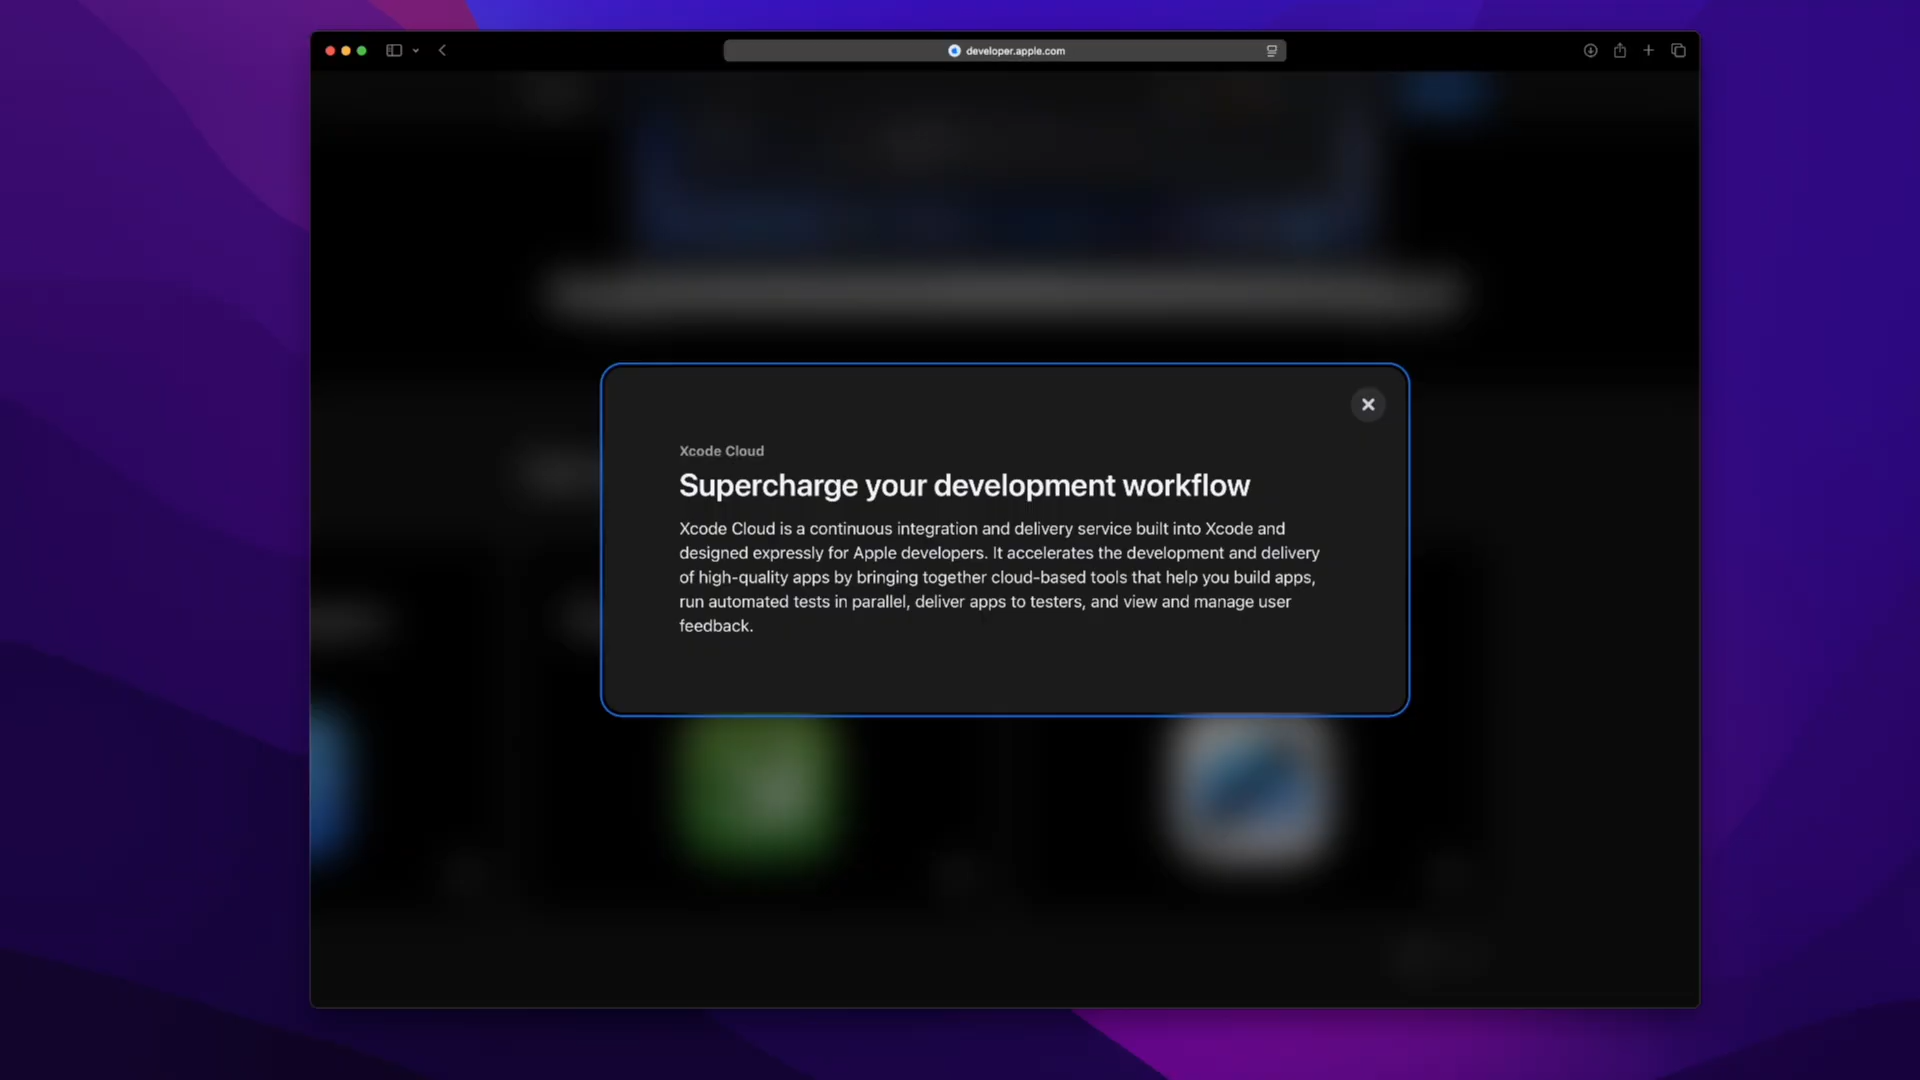 developer.apple.com
Xcode Cloud
Supercharge your development workflow
Xcode Cloud is a continuous integration and delivery service built into Xcode and
designed expressly for Apple developers. It accelerates the development and delivery
of high-quality apps by bringing together cloud-based tools that help you build apps,
run automated tests in parallel, deliver apps to testers, and view and manage user
feedback.